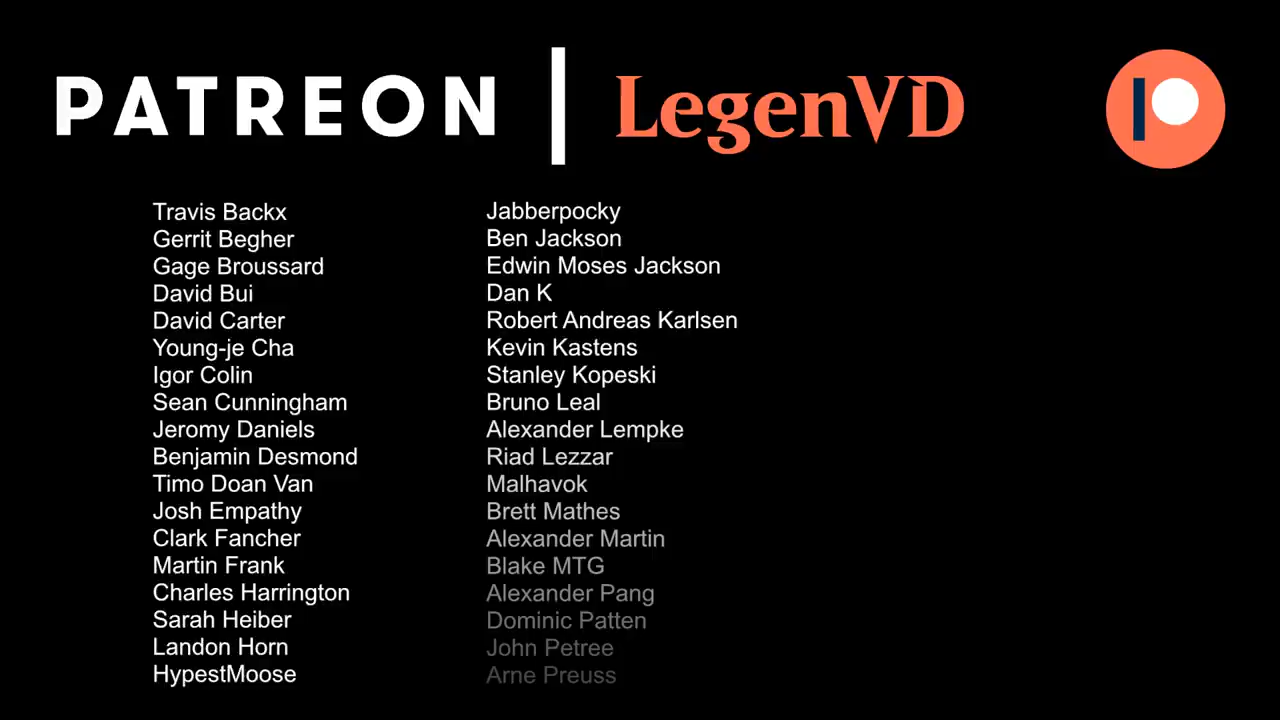 PATREON | LegenVD
Travis Backx
Gerrit Begher
Gage Broussard
David Bui
David Carter
Young-je Cha
Igor Colin
Sean Cunningham
Jeromy Daniels
Benjamin Desmond
Timo Doan Van
Josh Empathy
Clark Fancher
Martin Frank
Charles Harrington
Sarah Heiber
Landon Horn
HypestMoose
Jabberpocky
Ben Jackson
Edwin Moses Jackson
Dan K
Robert Andreas Karlsen
Kevin Kastens
Stanley Kopeski
Bruno Leal
Alexander Lempke
Riad Lezzar
Malhavok
Brett Mathes
Alexander Martin
Blake MTG
Alexander Pang
Dominic Patten
John Petree
Arne Preuss